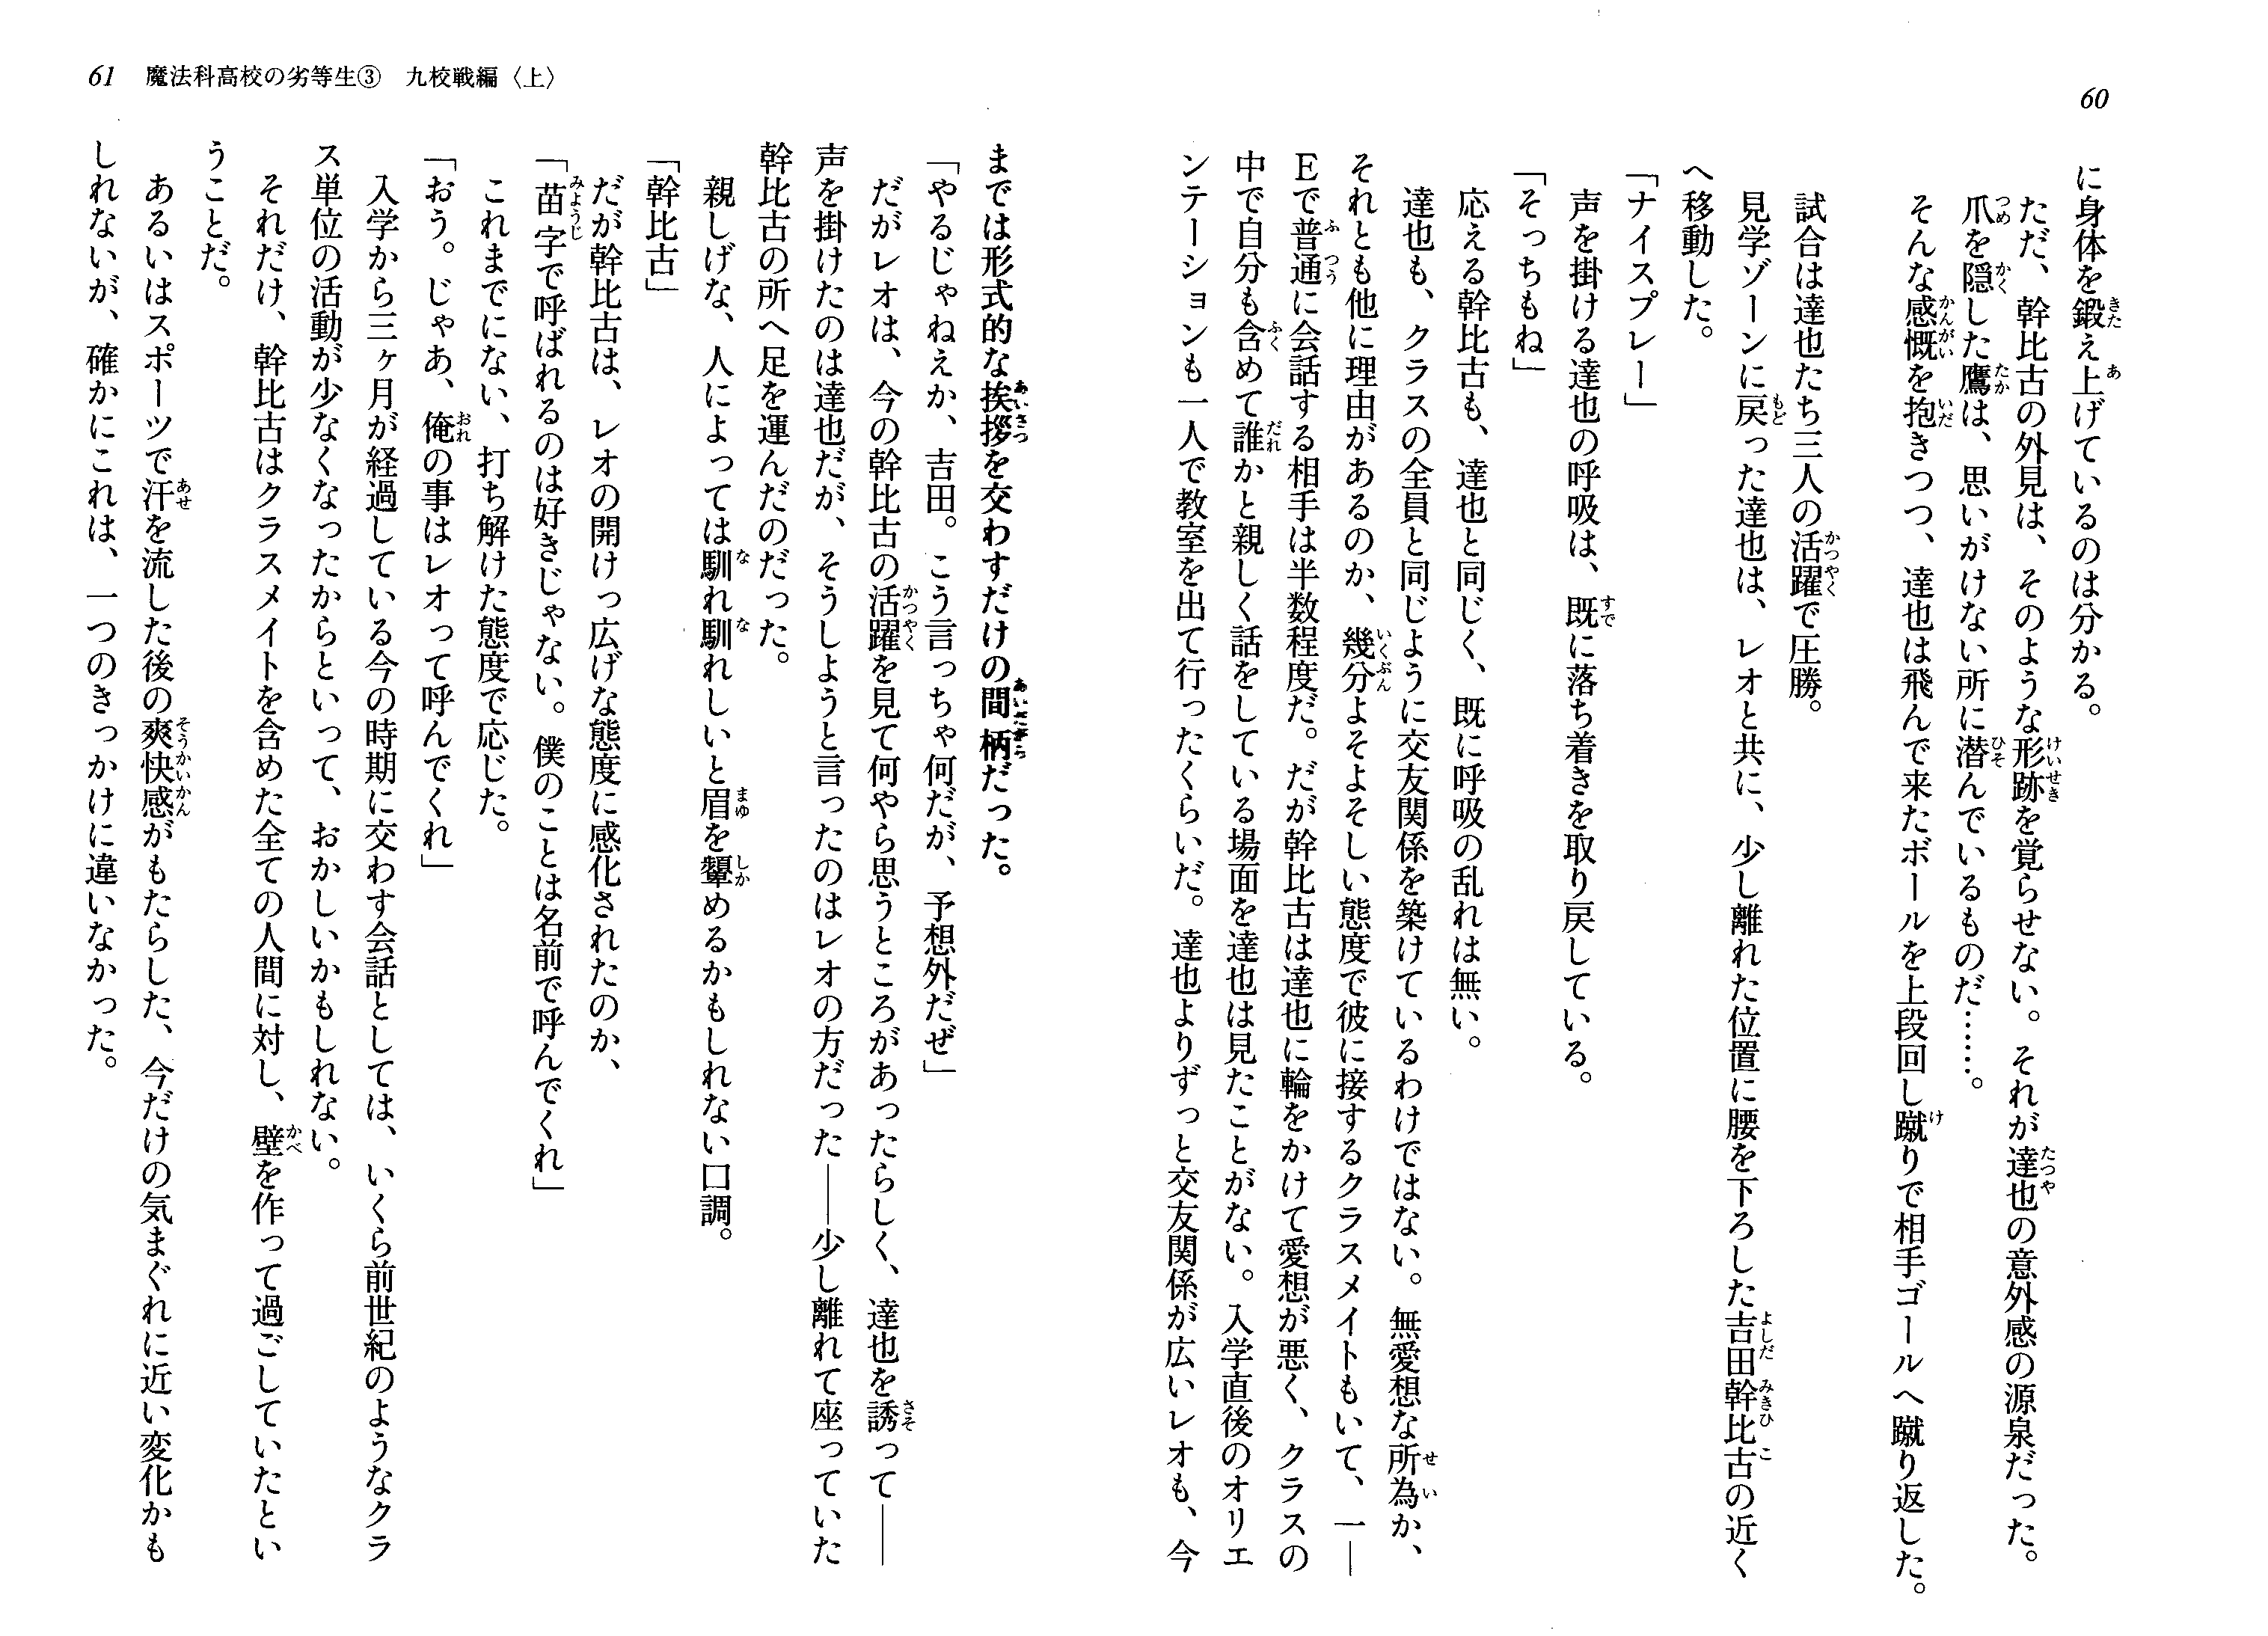 60
に身体を鍛え上げているのは分かる。
ただ、幹比古の外見は、そのような形跡を覚らせない。それが達也の意外感の源泉だった。
爪を隠した鷹は、思いがけない所に潜んでいるものだ……。
そんな感慨を抱きつつ、達也は飛んで来たボールを上段回し蹴りで相手ゴールへ蹴り返した。
試合は達也たち三人の活躍で圧勝。
見学ゾーンに戻った達也は、レオと共に、少し離れた位置に腰を下ろした吉田幹比古の近く
へ移動した。
「ナイスプレー」
声を掛ける達也の呼吸は、既に落ち着きを取り戻している。
「そっちもね」
応える幹比古も、達也と同じく、既に呼吸の乱れは無い。
達也も、クラスの全員と同じように交友関係を築けているわけではない。無愛想な所為か、
それとも他に理由があるのか、幾分よそよそしい態度で彼に接するクラスメイトもいて、一―
Ｅで普通に会話する相手は半数程度だ。だが幹比古は達也に輪をかけて愛想が悪く、クラスの
中で自分も含めて誰かと親しく話をしている場面を達也は見たことがない。入学直後のオリエ
ンテーションも一人で教室を出て行ったくらいだ。達也よりずっと交友関係が広いレオも、今
61　魔法科高校の劣等生③　九校戦編〈上〉
までは形式的な挨拶を交わすだけの間柄だった。
「やるじゃねえか、吉田。こう言っちゃ何だが、予想外だぜ」
だがレオは、今の幹比古の活躍を見て何やら思うところがあったらしく、達也を誘って――
声を掛けたのは達也だが、そうしようと言ったのはレオの方だった――少し離れて座っていた
幹比古の所へ足を運んだのだった。
親しげな、人によっては馴れ馴れしいと眉を顰めるかもしれない口調。
「幹比古」
だが幹比古は、レオの開けっ広げな態度に感化されたのか、
「苗字で呼ばれるのは好きじゃない。僕のことは名前で呼んでくれ」
これまでにない、打ち解けた態度で応じた。
「おう。じゃあ、俺の事はレオって呼んでくれ」
入学から三ヶ月が経過している今の時期に交わす会話としては、いくら前世紀のようなクラ
ス単位の活動が少なくなったからといって、おかしいかもしれない。
それだけ、幹比古はクラスメイトを含めた全ての人間に対し、壁を作って過ごしていたとい
うことだ。
あるいはスポーツで汗を流した後の爽快感がもたらした、今だけの気まぐれに近い変化かも
しれないが、確かにこれは、一つのきっかけに違いなかった。